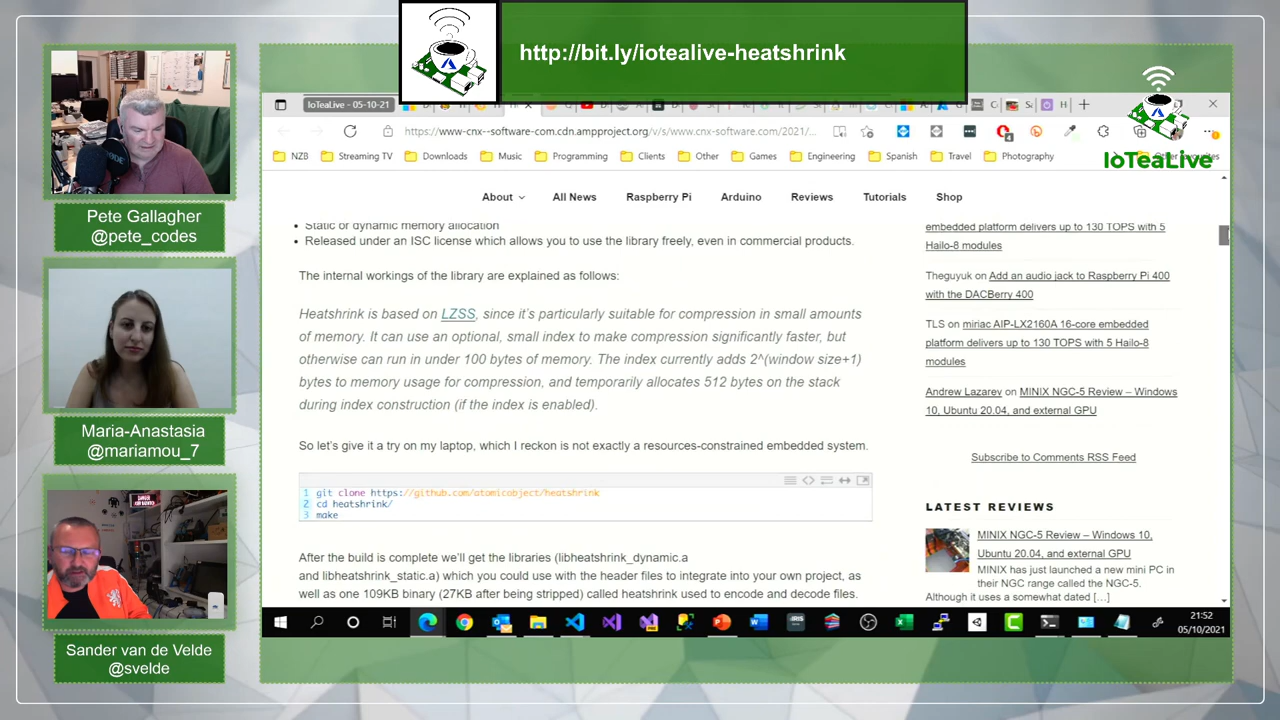 http://bit.ly/iotealive-heatshrink
IoTeaLive
Pete Gallagher
@pete_codes
Maria-Anastasia
@mariamou_7
Sander van de Velde
@svelde
IoTeaLive - 05-10-21
https://www-cnx--software-com.cdn.ampproject.org/v/s/www.cnx-software.com/2021/...
NZB
Streaming TV
Downloads
Music
Programming
Clients
Other
Games
Engineering
Spanish
Travel
Photography
About
All News
Raspberry Pi
Arduino
Reviews
Tutorials
Shop
• Static or dynamic memory allocation
• Released under an ISC license which allows you to use the library freely, even in commercial products.
The internal workings of the library are explained as follows:
Heatshrink is based on LZSS, since it's particularly suitable for compression in small amounts
of memory. It can use an optional, small index to make compression significantly faster, but
otherwise can run in under 100 bytes of memory. The index currently adds 2^(window size+1)
bytes to memory usage for compression, and temporarily allocates 512 bytes on the stack
during index construction (if the index is enabled).
So let's give it a try on my laptop, which I reckon is not exactly a resources-constrained embedded system.
1 git clone https://github.com/atomicobject/heatshrink
2 cd heatshrink/
3 make
After the build is complete we'll get the libraries (libheatshrink_dynamic.a
and libheatshrink_static.a) which you could use with the header files to integrate into your own project, as
well as one 109KB binary (27KB after being stripped) called heatshrink used to encode and decode files.
embedded platform delivers up to 130 TOPS with 5
Hailo-8 modules
Theguyuk on Add an audio jack to Raspberry Pi 400
with the DACBerry 400
TLS on miriac AIP-LX2160A 16-core embedded
platform delivers up to 130 TOPS with 5 Hailo-8
modules
Andrew Lazarev on MINIX NGC-5 Review – Windows
10, Ubuntu 20.04, and external GPU
Subscribe to Comments RSS Feed
LATEST REVIEWS
MINIX NGC-5 Review – Windows 10,
Ubuntu 20.04, and external GPU
MINIX has just launched a new mini PC in
their NGC range called the NGC-5.
Although it uses a somewhat dated [...]
21:52
05/10/2021